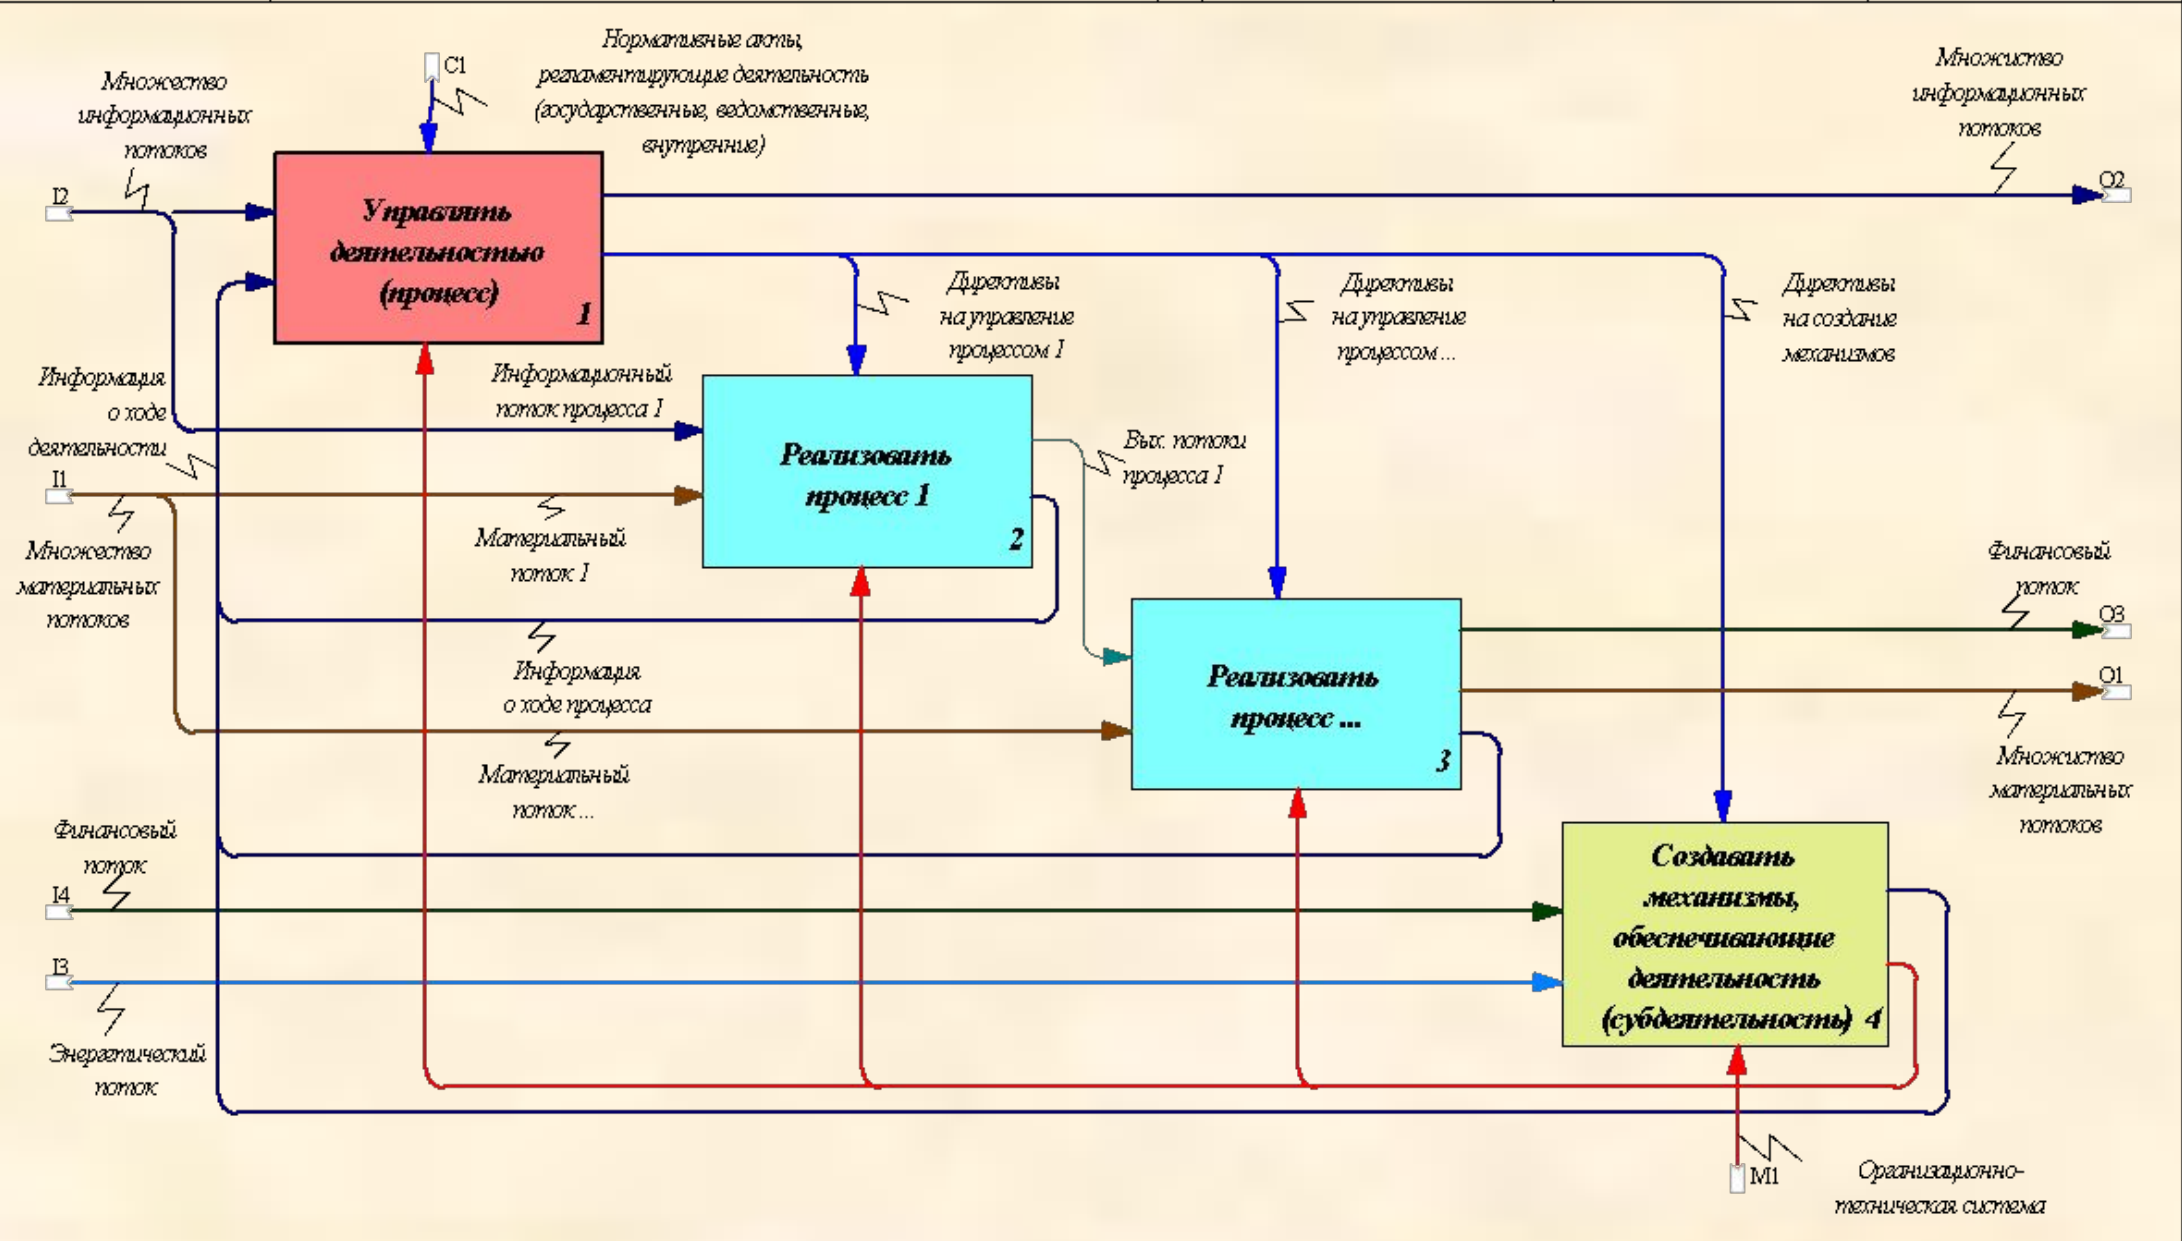 Нормативные акты,
регламентирующие деятельность
(государственные, ведомственные,
внутренние)
C1
Множество
информационных
потоков
I2
Множиство
информационных
потоков
O2
Управлять
деятельностью
(процесс)
1
Директивы
на управление
процессом 1
Директивы
на управление
процессом ...
Директивы
на создание
механизмов
Информация
о ходе
деятельности
Информационный
поток процесса 1
I1
Множество
материальных
потоков
Материальный
поток 1
Реализовать
процесс 1
2
Вых. потоки
процесса 1
Информация
о ходе процесса
Материальный
поток ...
Реализовать
процесс ...
3
Финансовый
поток
O3
O1
Множиство
материальных
потоков
Финансовый
поток
I4
I3
Энергетический
поток
Создавать
механизмы,
обеспечивающие
деятельность
(субдеятельность) 4
M1
Организационно-
техническая система